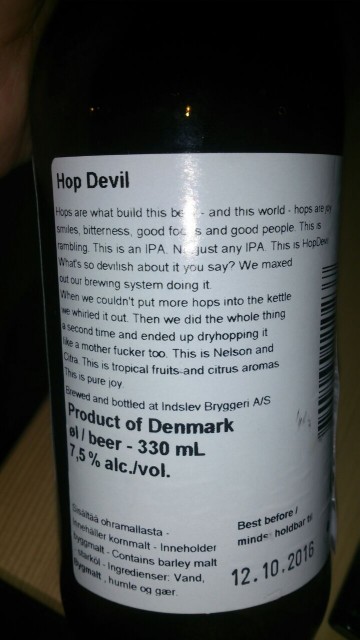 Hop Devil
Hops are what build this - and this world - hops are joy
smiles, bitterness, good and good people. This is
rambling. This is an IPA. just any IPA. This is HopDevil
What's so devilish about it you say? We maxed
out our brewing system doing it.
When we couldn't put more hops into the kettle
we whirled it out. Then we did the whole thing
a second time and ended up dryhopping it
like a mother fucker too. This is Nelson and
Citra. This is tropical fruits and citrus aromas
This is pure joy.
Brewed and bottled at Indslev Bryggeri A/S
Product of Denmark
øl / beer - 330 mL
7,5 % alc./vol.
Sisältää ohramallasta -
Inneháller kornmalt - Inneholder
byggmalt - Contains barley malt
- Ingredienser: Vand,
Bygmalt, humle og gær.
Best before /
mindst holdbar til
12.10.2016